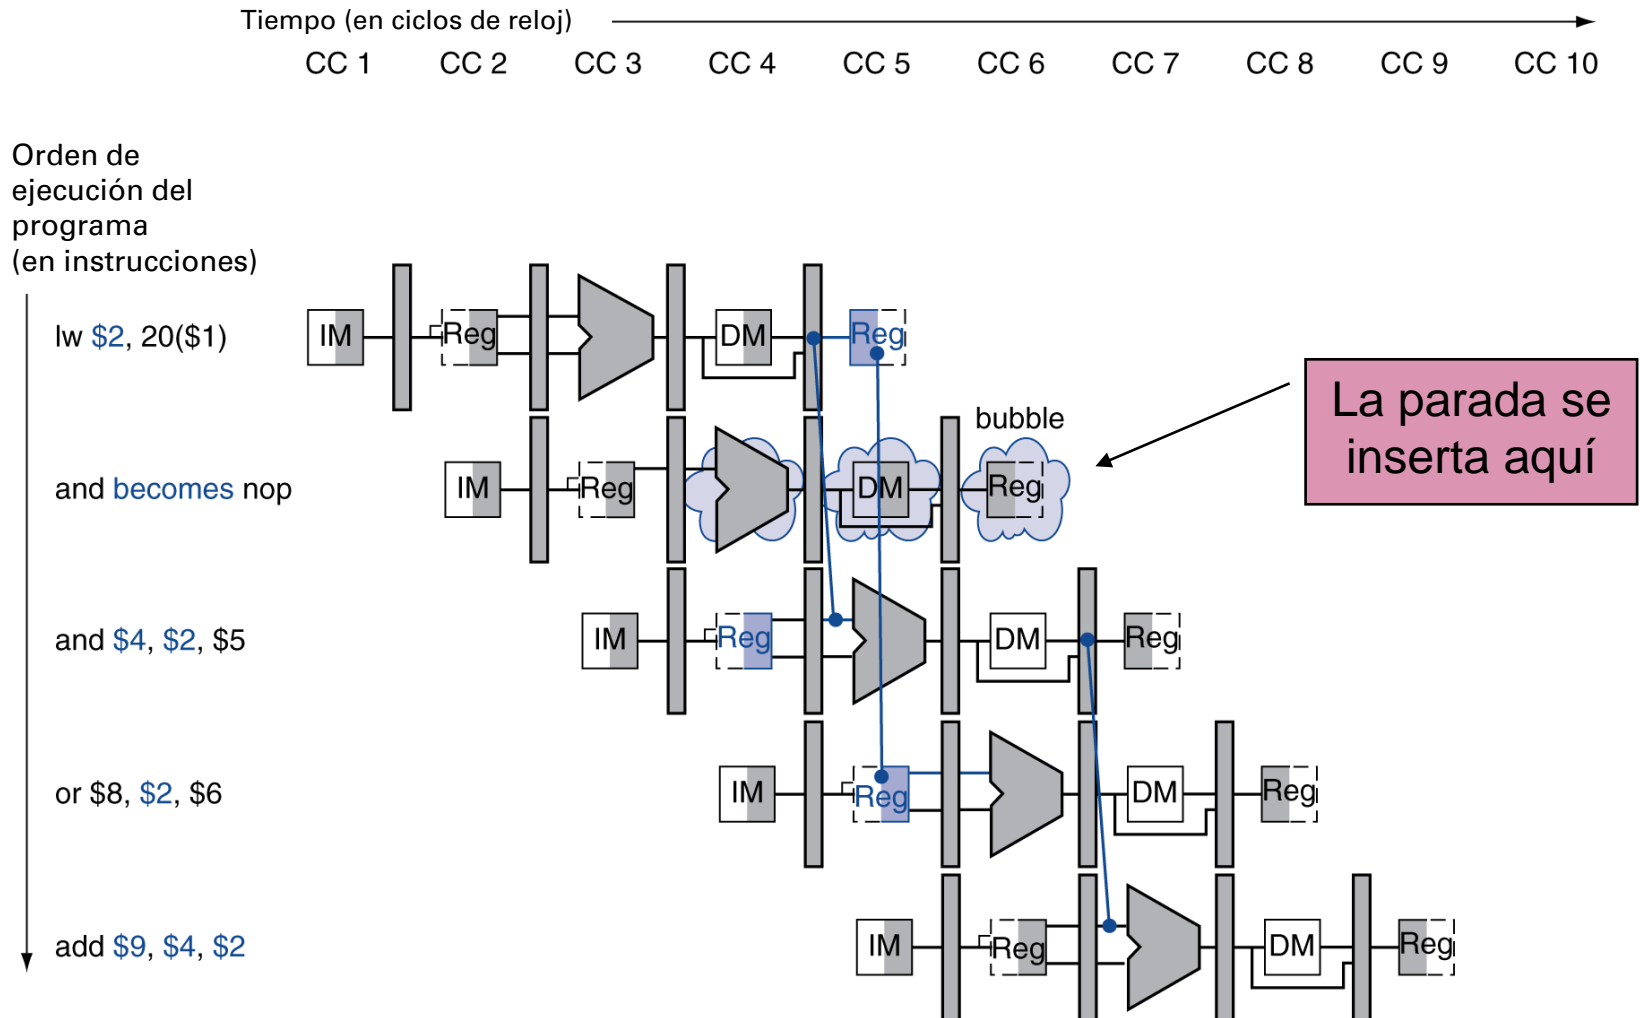 Tiempo (en ciclos de reloj)
CC 1 CC 2 CC 3 CC 4 CC 5 CC 6 CC 7 CC 8 CC 9 CC 10
Orden de
ejecución del
programa
(en instrucciones)
lw $2, 20($1)
IM Reg DM Reg
bubble
La parada se
inserta aquí
and becomes nop
IM Reg DM Reg
and $4, $2, $5
IM Reg DM Reg
or $8, $2, $6
IM Reg DM Reg
add $9, $4, $2
IM Reg DM Reg